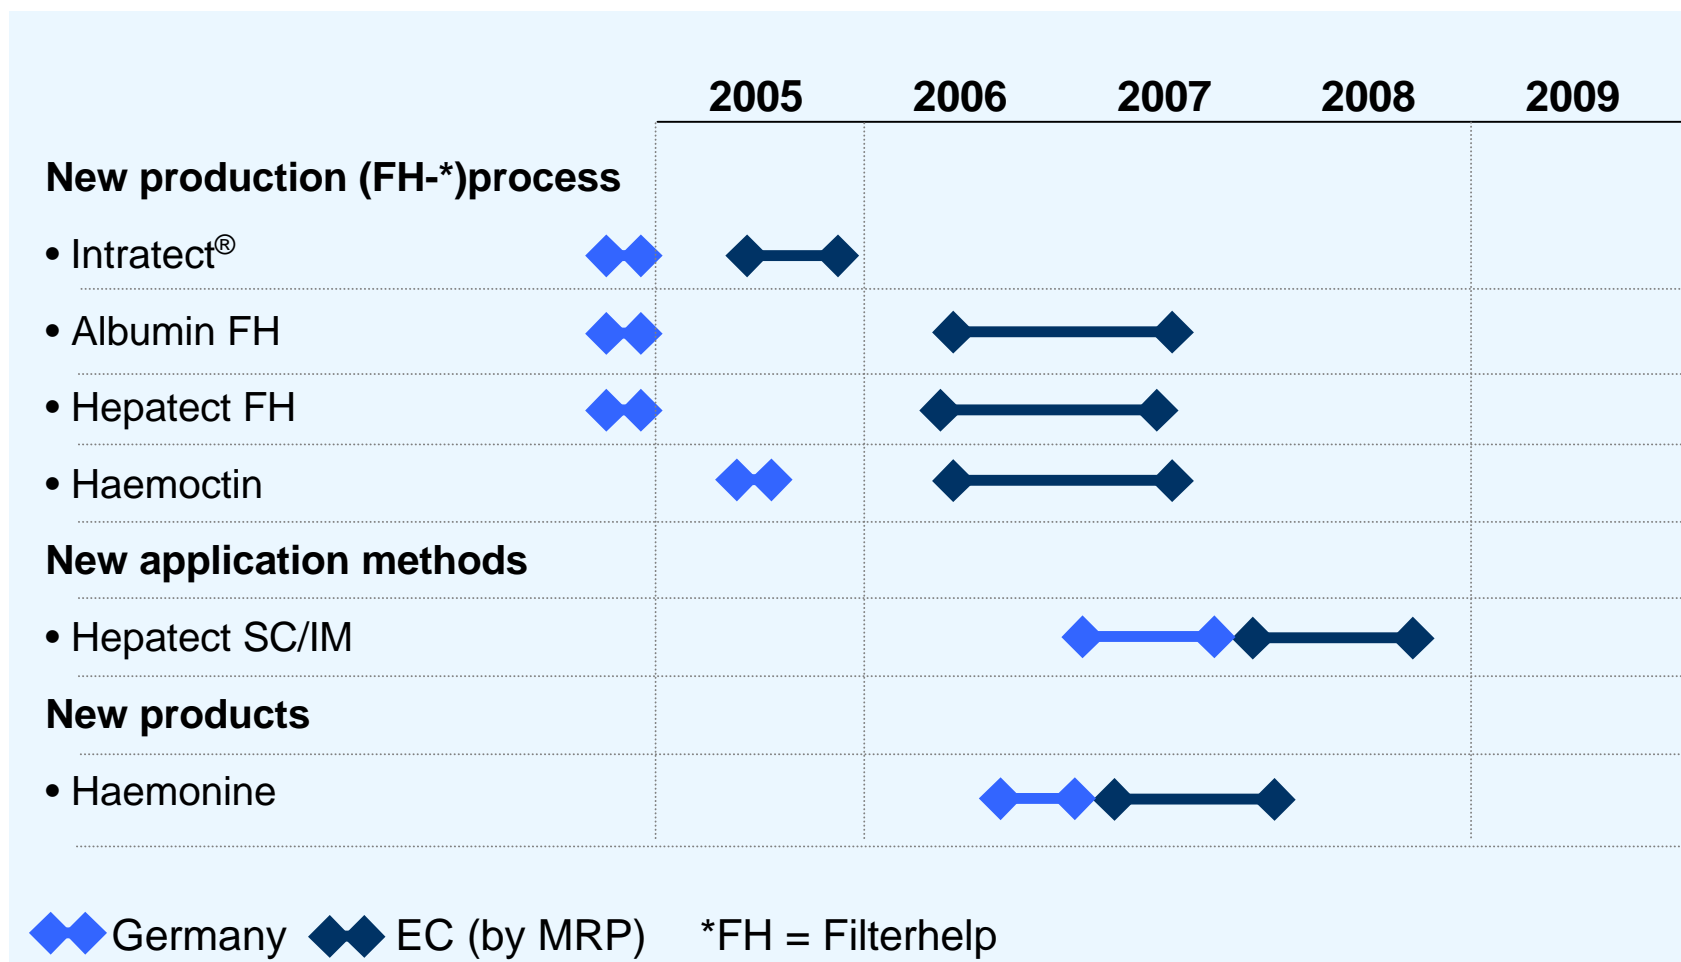 2005 2006 2007 2008 2009
New production (FH-*)process
• Intratect®
• Albumin FH
• Hepatect FH
• Haemoctin
New application methods
• Hepatect SC/IM
New products
• Haemonine
Germany EC (by MRP) *FH = Filterhelp